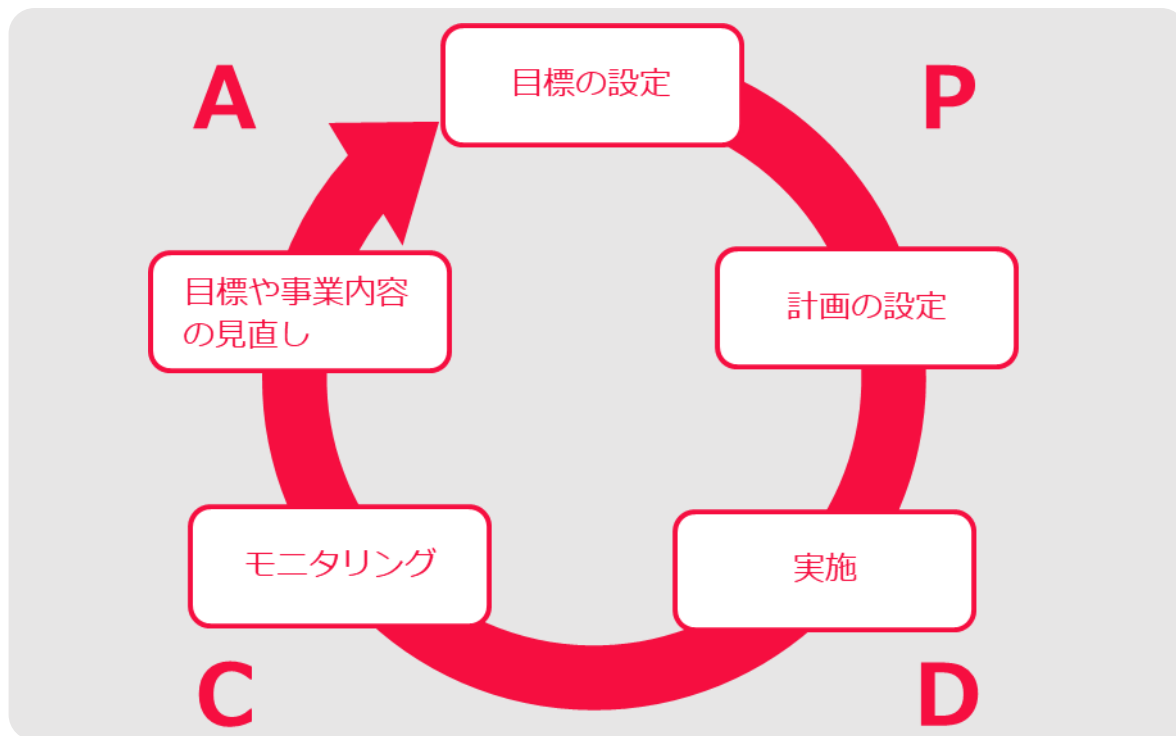 A
目標の設定
P
目標や事業内容
の見直し
計画の設定
モニタリング
実施
C
D